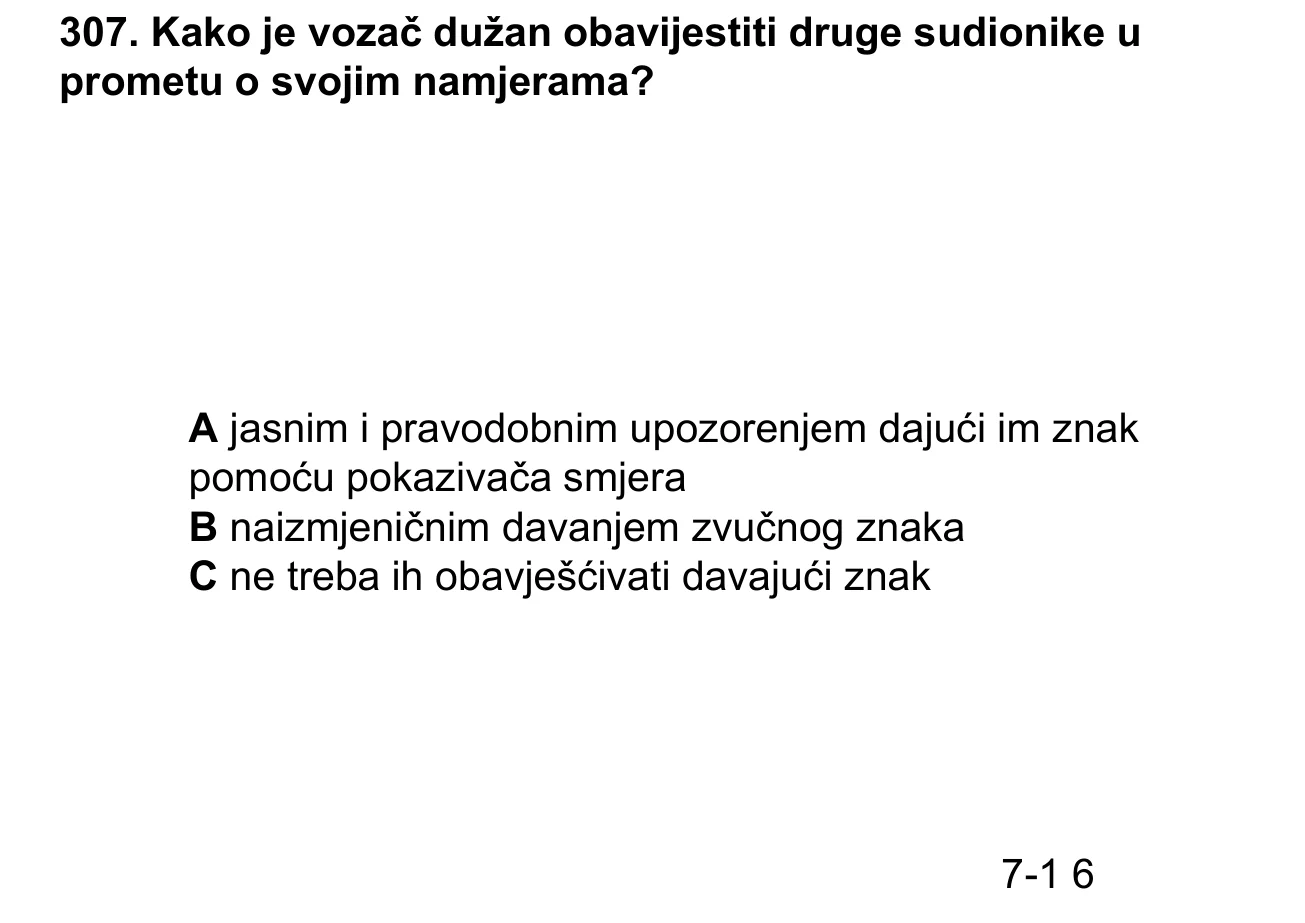 307. Kako je vozač dužan obavijestiti druge sudionike u
prometu o svojim namjerama?
A jasnim i pravodobnim upozorenjem dajući im znak
pomoću pokazivača smjera
B naizmjeničnim davanjem zvučnog znaka
C ne treba ih obavješćivati davajući znak
7-1 6